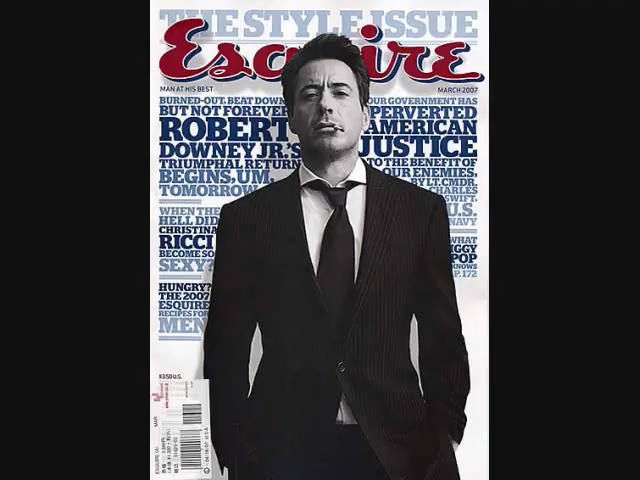 THE STYLE ISSUE
Esquire
MAN AT HIS BEST
MARCH 2007
BURNED-OUT, BEAT DOWN
BUT NOT FOREVER
ROBERT
DOWNEY JR.'S
TRIUMPHAL RETURN
BEGINS, UM,
TOMORROW
WHEN THE
HELL DID
CHRISTINA
RICCI
BECOME SO
SEXY?
HUNGRY?
THE 2007
ESQUIRE
RECIPES FOR
MEN
OUR GOVERNMENT HAS
PERVERTED
AMERICAN
JUSTICE
TO THE BENEFIT OF
OUR ENEMIES,
BY LT. CMDR.
CHARLES
SWIFT,
U.S.
NAVY
WHAT
IGGY
POP
KNOWS
P. 172
$3.50 U.S.